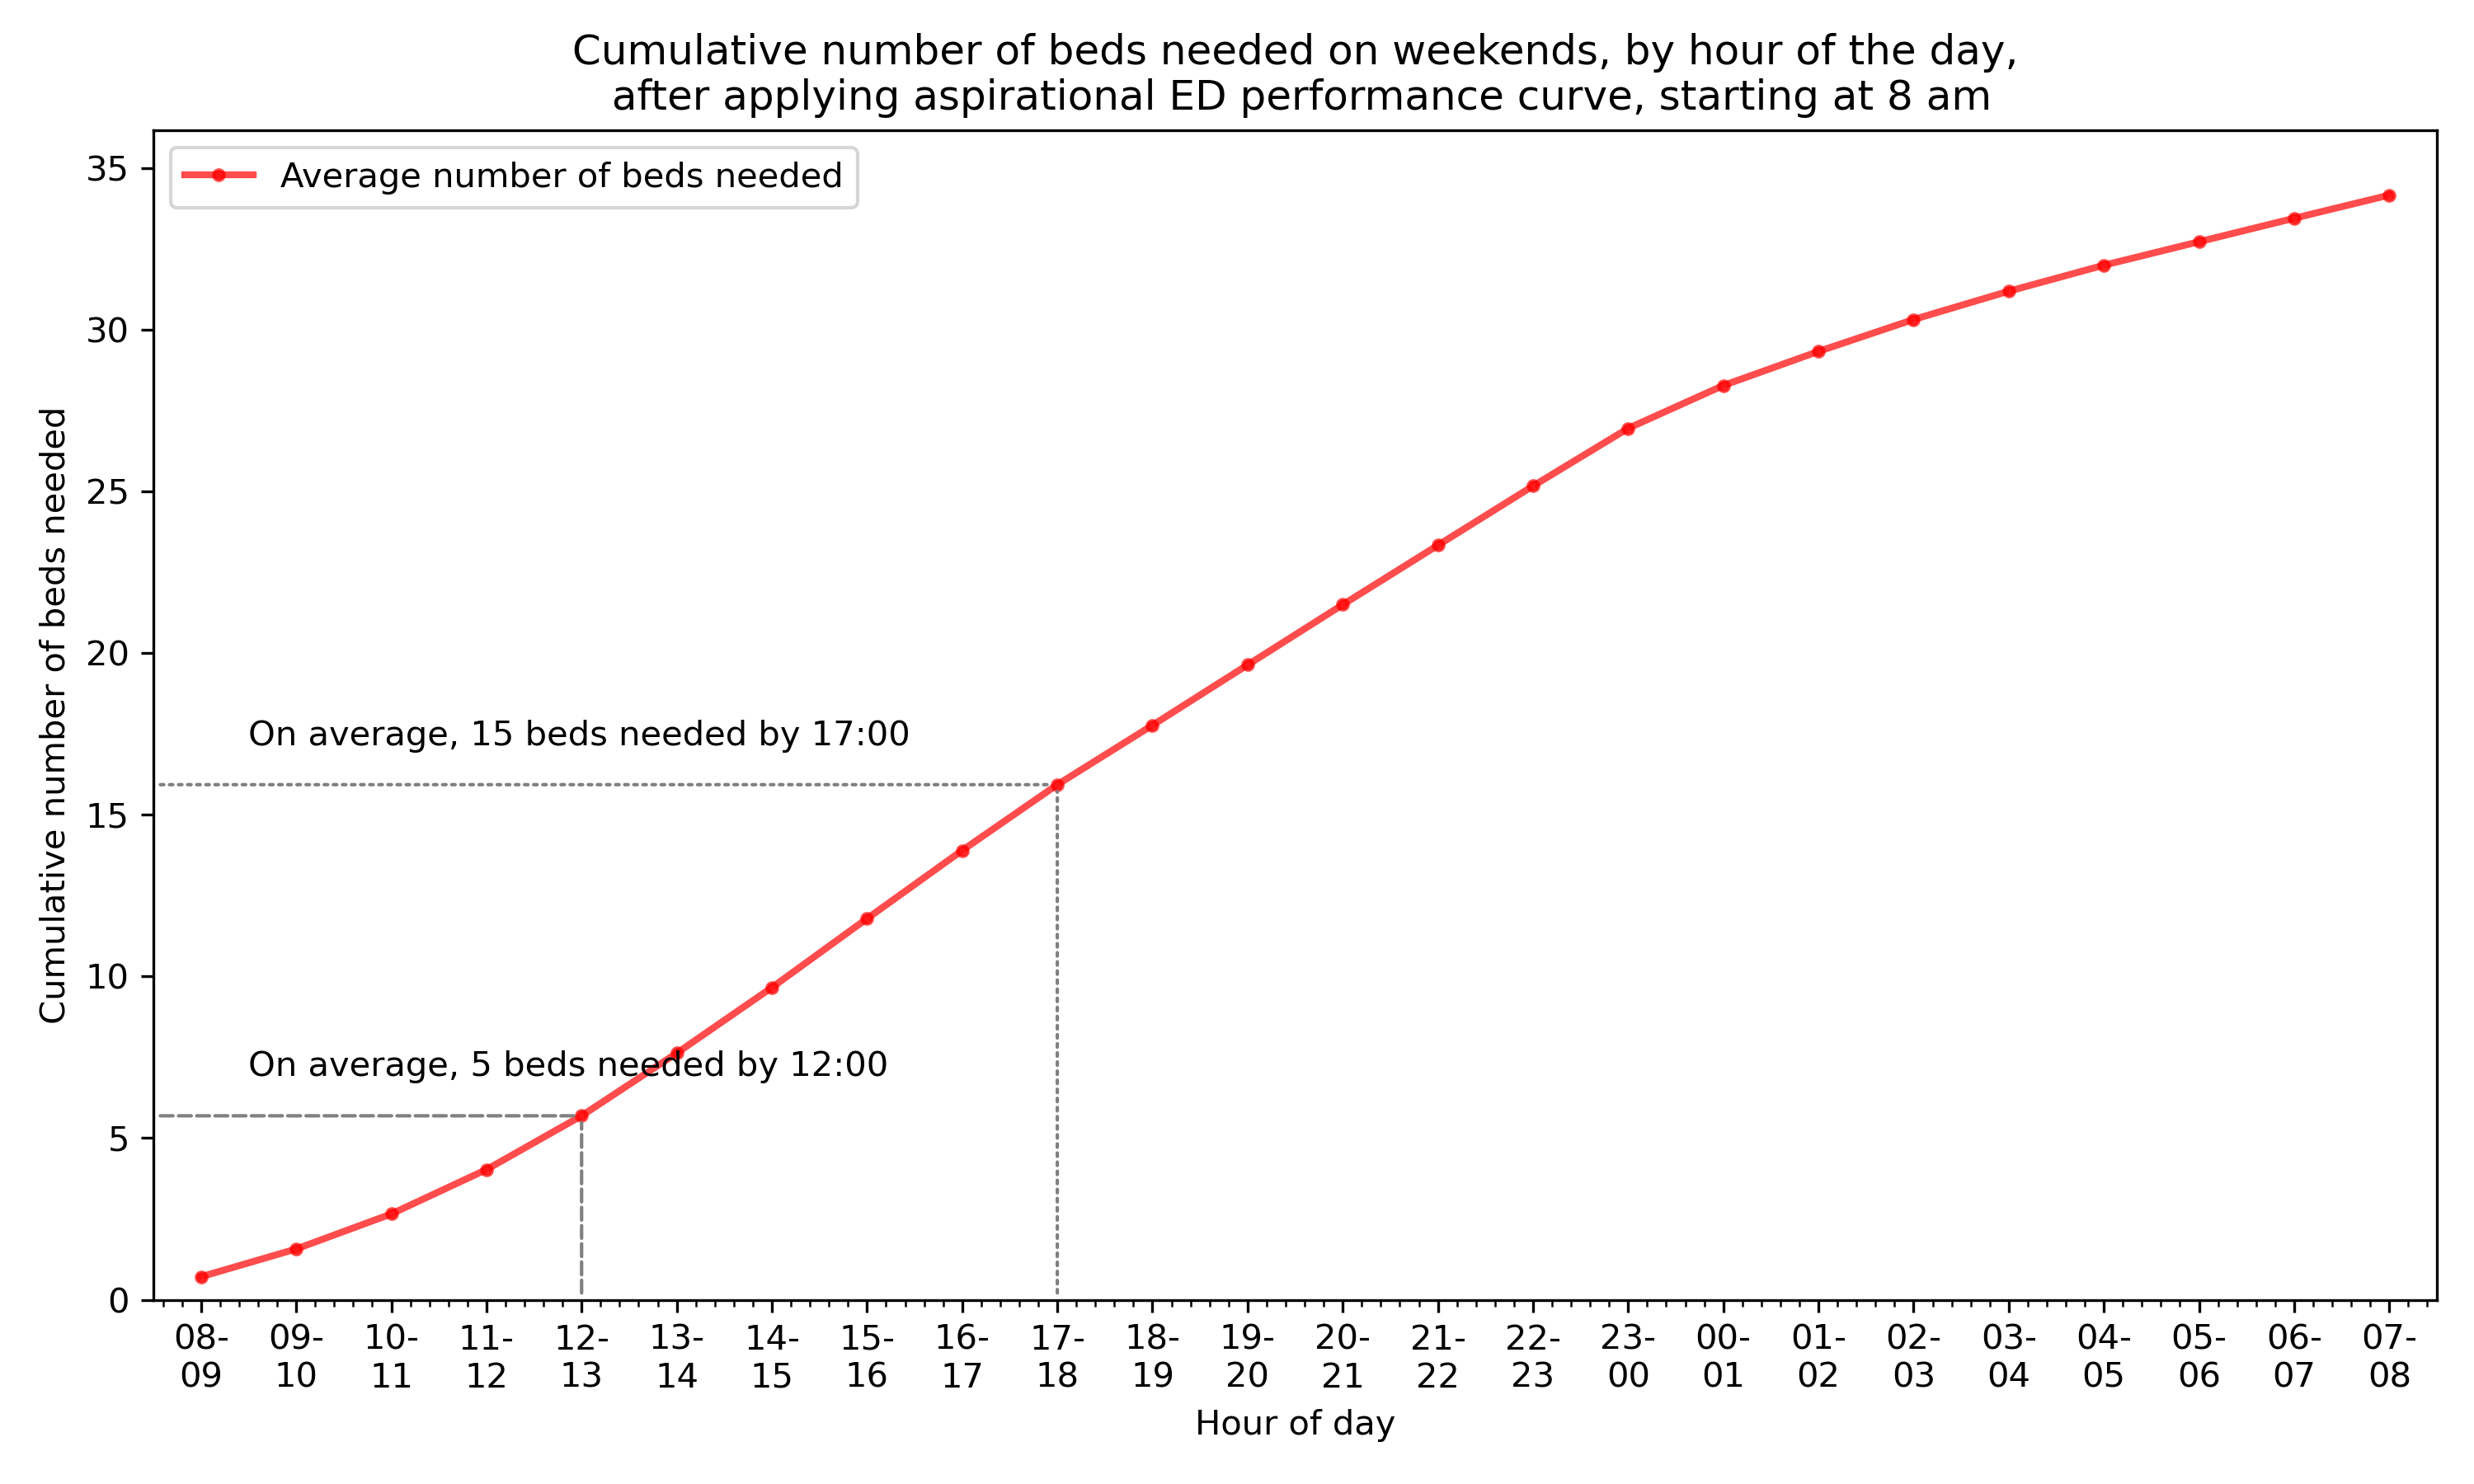 Cumulative number of beds needed on weekends, by hour of the day,
after applying aspirational ED performance curve, starting at 8 am
Average number of beds needed
Cumulative number of beds needed
35
30
25
20
15
10
5
0
On average, 15 beds needed by 17:00
On average, 5 beds needed by 12:00
08- 09- 10- 11- 12- 13- 14- 15- 16- 17- 18- 19- 20- 21- 22- 23- 00- 01- 02- 03- 04- 05- 06- 07-
09 10 11 12 13 14 15 16 17 18 19 20 21 22 23 00 01 02 03 04 05 06 07 08
Hour of day